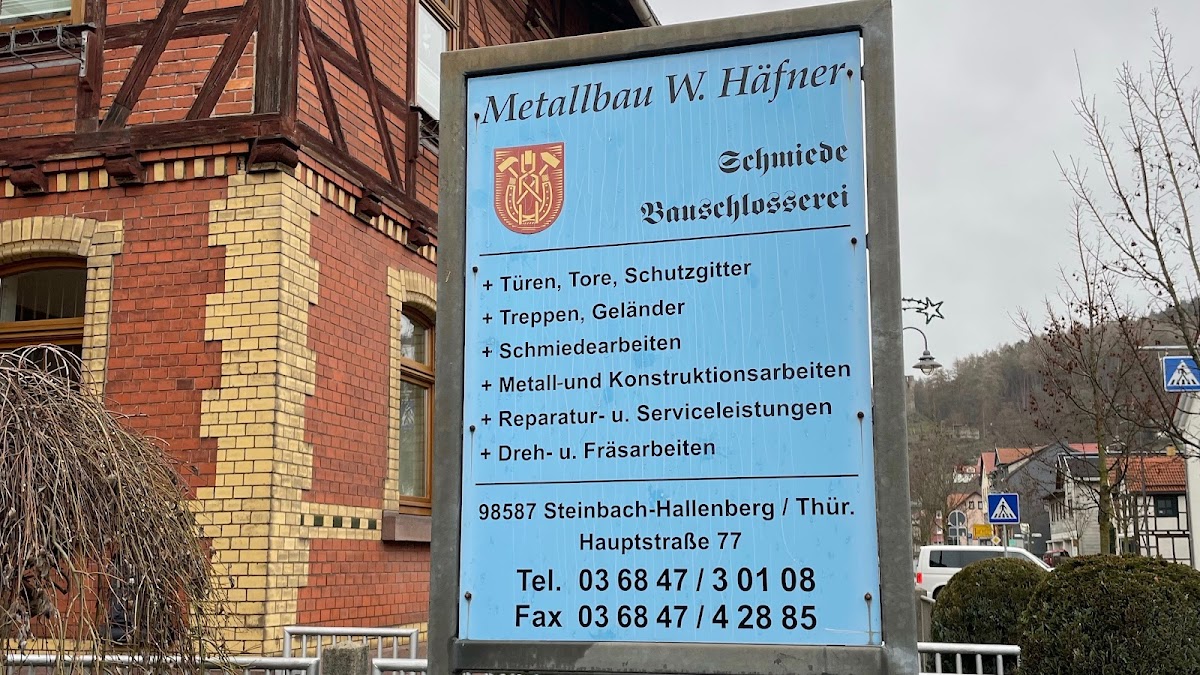 Metallbau W. Häfner
Schmiede
Bauschlosserei
+ Türen, Tore, Schutzgitter
+ Treppen, Geländer
+ Schmiedearbeiten
+ Metall-und Konstruktionsarbeiten
+ Reparatur- u. Serviceleistungen
+ Dreh- u. Fräsarbeiten
98587 Steinbach-Hallenberg / Thür.
Hauptstraße 77
Tel. 03 68 47 / 3 01 08
Fax 03 68 47 / 4 28 85